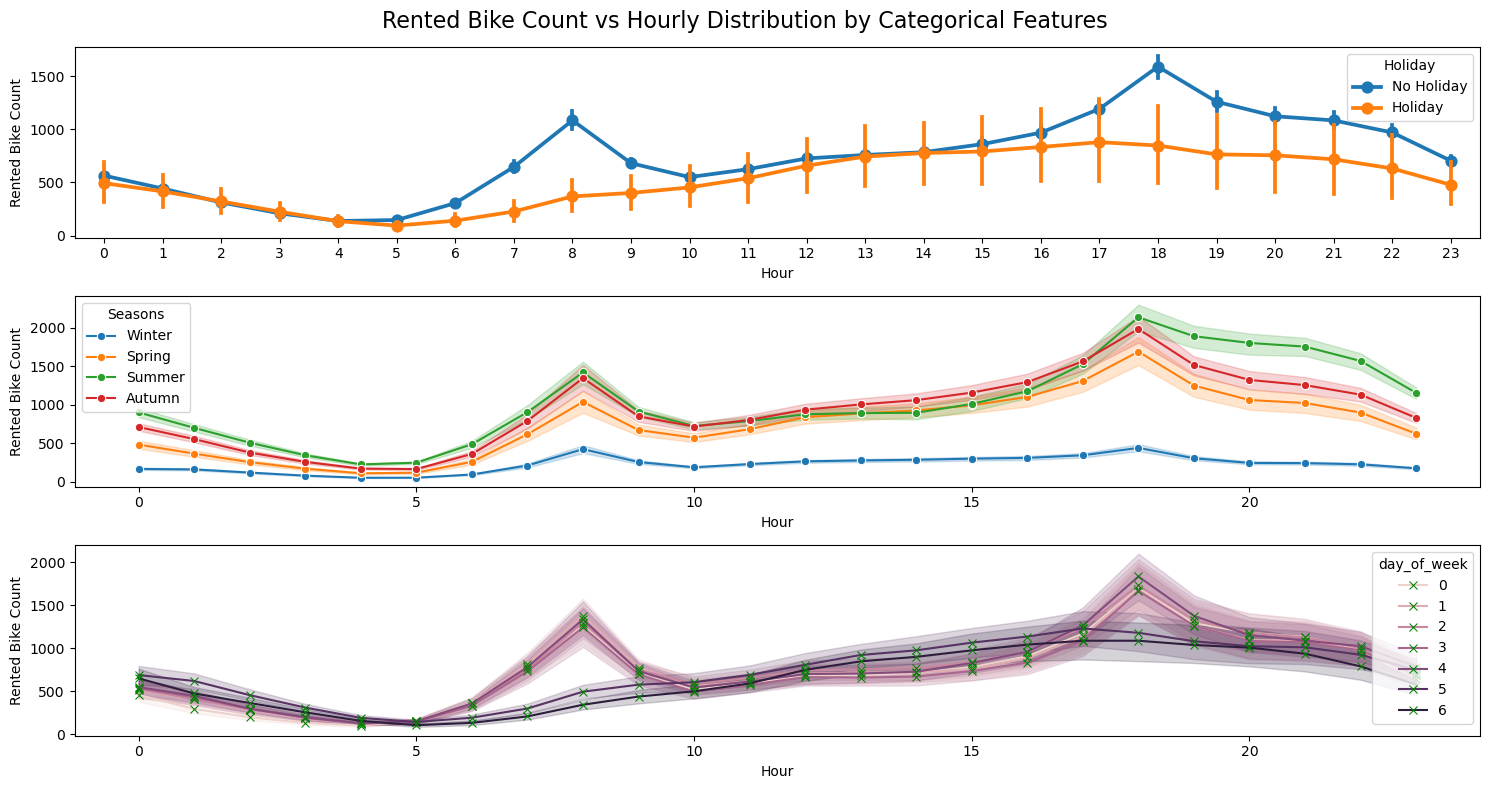 Rented Bike Count vs Hourly Distribution by Categorical Features
Rented Bike Count
1500
1000
500
0
Holiday
No Holiday
Holiday
0 1 2 3 4 5 6 7 8 9 10 11 12 13 14 15 16 17 18 19 20 21 22 23
Hour
Rented Bike Count
2000
1500
1000
500
0
Seasons
Winter
Spring
Summer
Autumn
0 5 10 15 20
Hour
Rented Bike Count
2000
1500
1000
500
0
day_of_week
0
1
2
3
4
5
6
0 5 10 15 20
Hour